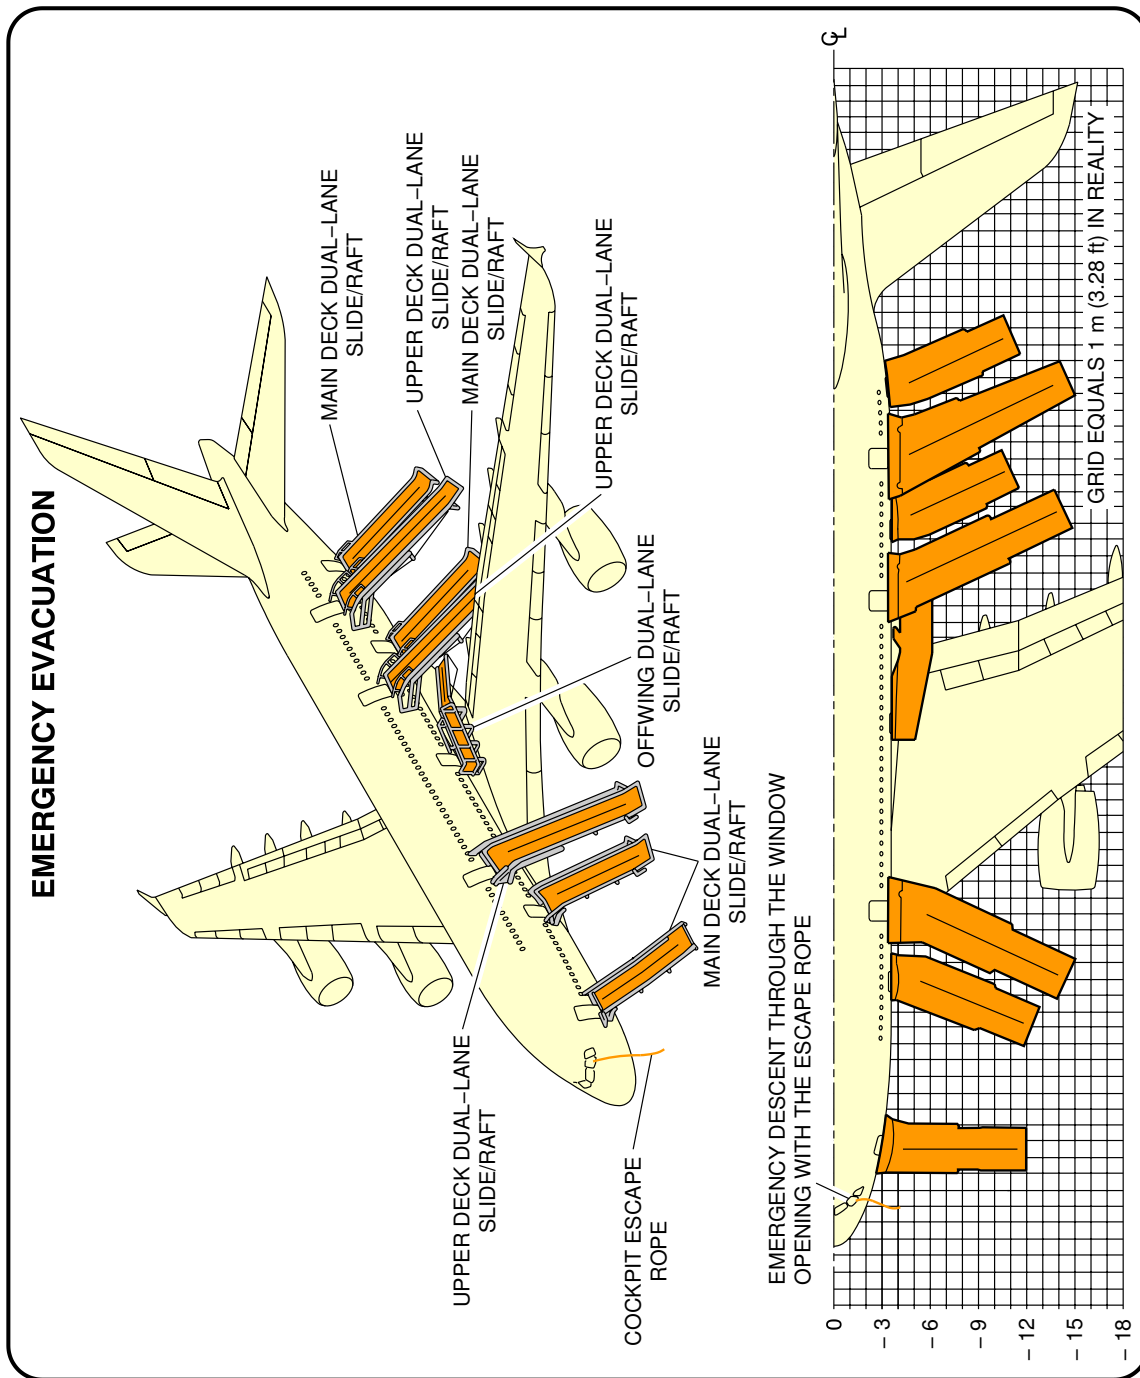 EMERGENCY EVACUATION
MAIN DECK DUAL−LANE
SLIDE/RAFT
UPPER DECK DUAL−LANE
SLIDE/RAFT
MAIN DECK DUAL−LANE
SLIDE/RAFT
UPPER DECK DUAL−LANE
SLIDE/RAFT
OFFWING DUAL−LANE
SLIDE/RAFT
MAIN DECK DUAL−LANE
SLIDE/RAFT
UPPER DECK DUAL−LANE
SLIDE/RAFT
COCKPIT ESCAPE
ROPE
EMERGENCY DESCENT THROUGH THE WINDOW
OPENING WITH THE ESCAPE ROPE
CL
GRID EQUALS 1 m (3.28 ft) IN REALITY
0
− 3
− 6
− 9
− 12
− 15
− 18